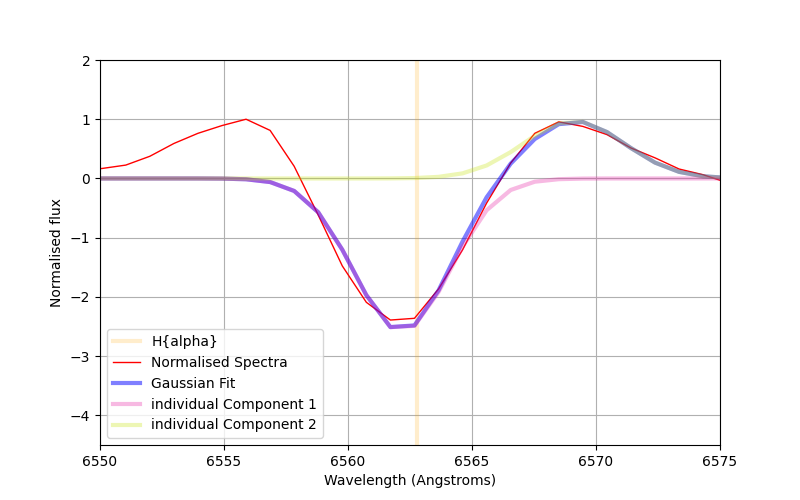 2
1
0
−1
−2
−3
−4
Normalised flux
H{alpha}
Normalised Spectra
Gaussian Fit
individual Component 1
individual Component 2
6550 6555 6560 6565 6570 6575
Wavelength (Angstroms)